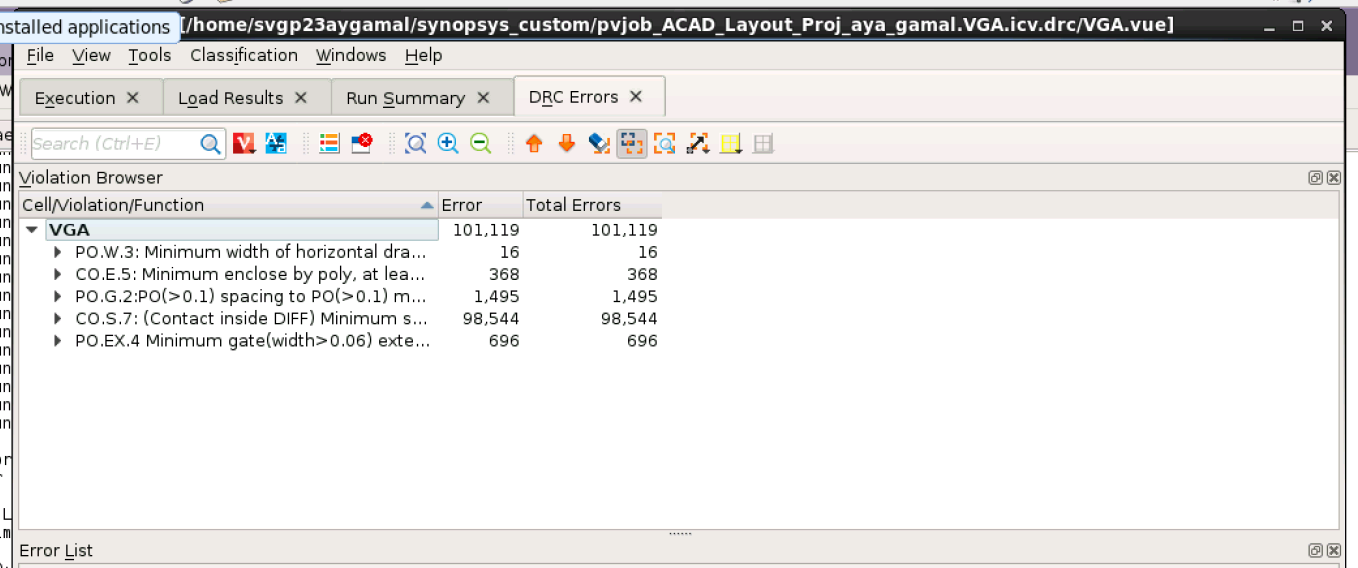 nstalled applications
[/home/svgp23aygamal/synopsys_custom/pvjob_ACAD_Layout_Proj_aya_gamal.VGA.icv.drc/VGA.vue]
File View Tools Classification Windows Help
Execution Load Results Run Summary DRC Errors
Search (Ctrl+E)
Violation Browser
Cell/Violation/Function Error Total Errors
VGA 101,119 101,119
PO.W.3: Minimum width of horizontal dra... 16 16
CO.E.5: Minimum enclose by poly, at lea... 368 368
PO.G.2:PO(>0.1) spacing to PO(>0.1) m... 1,495 1,495
CO.S.7: (Contact inside DIFF) Minimum s... 98,544 98,544
PO.EX.4 Minimum gate(width>0.06) exte... 696 696
Error List